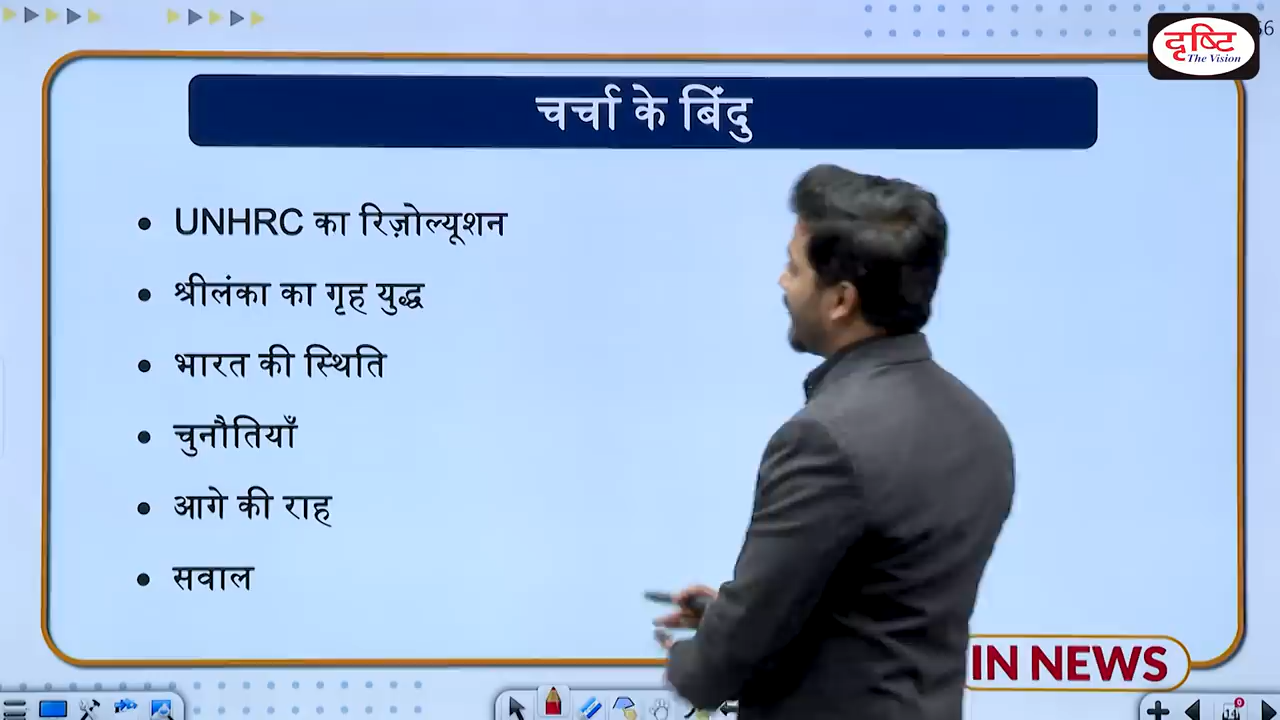 दृष्टि
The Vision
चर्चा के बिंदु
UNHRC का रिज़ोल्यूशन
श्रीलंका का गृह युद्ध
भारत की स्थिति
चुनौतियाँ
आगे की राह
सवाल
IN NEWS